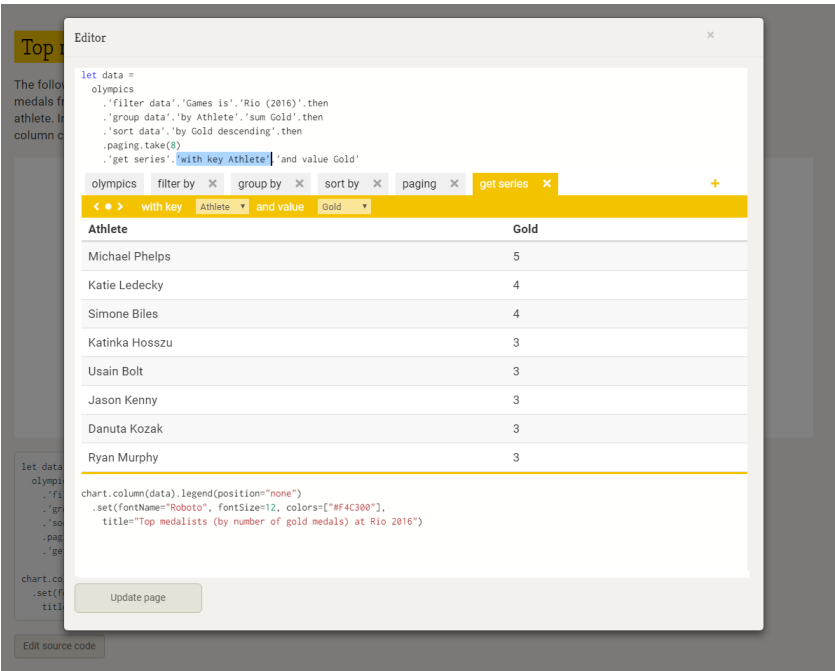 Top
Editor
×
The follo
medals f
athlete. I
column c
let data =
olympics
.'filter data'.'Games is'.'Rio (2016)'.then
.'group data'.'by Athlete'.'sum Gold'.then
.'sort data'.'by Gold descending'.then
.paging.take(8)
.'get series'.'with key Athlete'.'and value Gold'
olympics filter by × group by × sort by × paging × get series × +
with key Athlete and value Gold
Athlete Gold
Michael Phelps 5
Katie Ledecky 4
Simone Biles 4
Katinka Hosszu 3
Usain Bolt 3
Jason Kenny 3
Danuta Kozak 3
Ryan Murphy 3
chart.column(data).legend(position="none")
.set(fontName="Roboto", fontSize=12, colors=["#F4C300"],
title="Top medalists (by number of gold medals) at Rio 2016")
Update page
let data
olympi
.'fi
.'gr
.'so
.pag
.'ge
chart.co
.set(f
titl
Edit source code